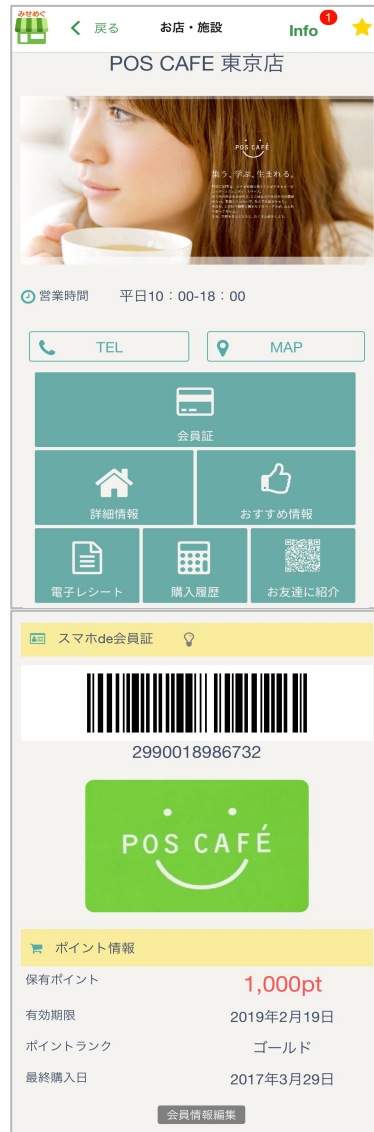 みせめぐ
戻る
お店・施設
Info
1
POS CAFE 東京店
POS CAFÉ
集う、学ぶ、生まれる。
営業時間 平日10：00-18：00
TEL
MAP
会員証
詳細情報
おすすめ情報
電子レシート
購入履歴
お友達に紹介
スマホde会員証
2990018986732
POS CAFÉ
ポイント情報
保有ポイント 1,000pt
有効期限 2019年2月19日
ポイントランク ゴールド
最終購入日 2017年3月29日
会員情報編集